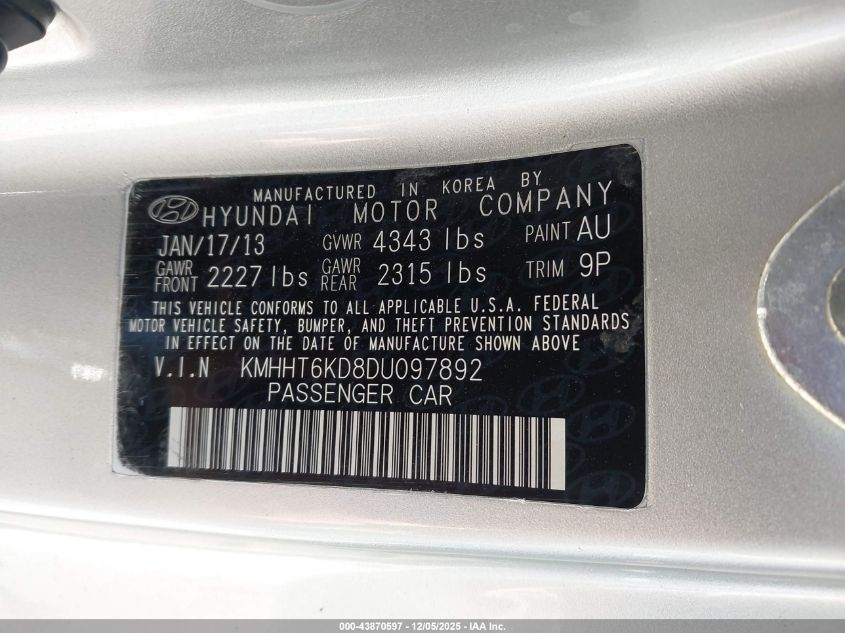 MANUFACTURED IN KOREA BY
HYUNDAI MOTOR COMPANY
JAN/17/13 GVWR 4343 lbs PAINT AU
GAWR FRONT 2227 lbs GAWR REAR 2315 lbs TRIM 9P
THIS VEHICLE CONFORMS TO ALL APPLICABLE U.S.A. FEDERAL
MOTOR VEHICLE SAFETY, BUMPER, AND THEFT PREVENTION STANDARDS
IN EFFECT ON THE DATE OF MANUFACTURE SHOWN ABOVE
V.I.N KMHHT6KD8DU097892
PASSENGER CAR
000-43870597 - 12/05/2025 - IAA Inc.